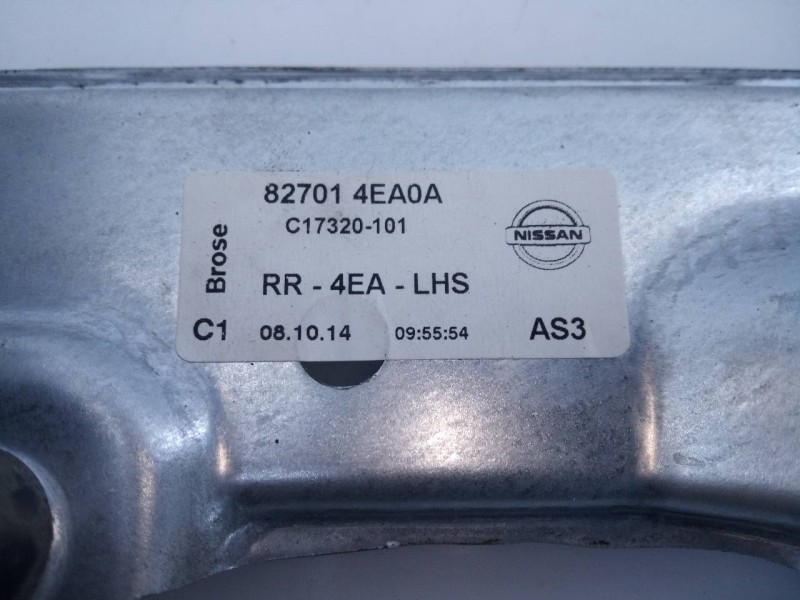 82701 4EA0A
C17320-101
NISSAN
Brose
RR - 4EA - LHS
C1 08.10.14 09:55:54 AS3